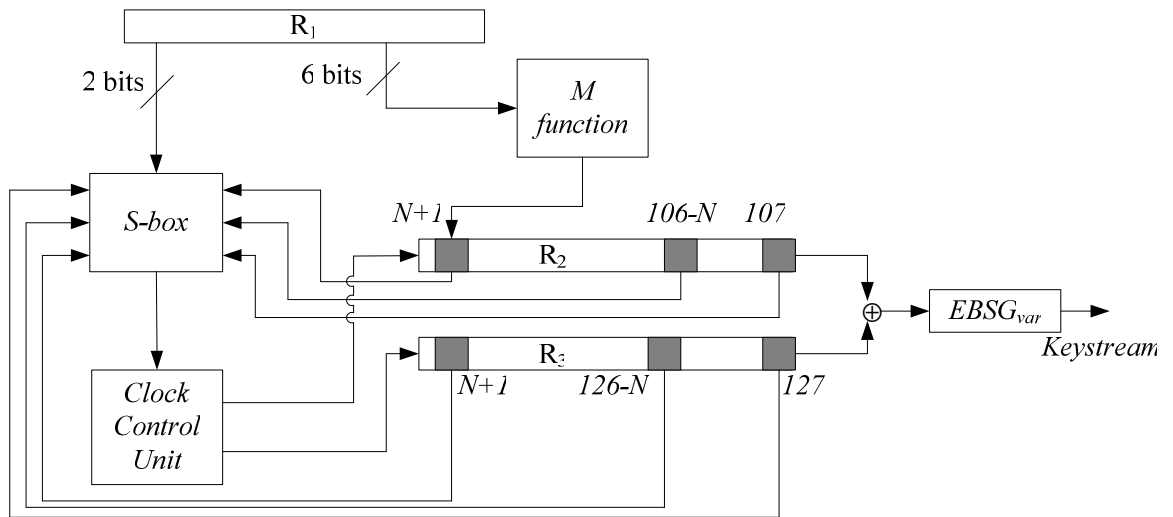 R₁
2 bits
6 bits
M
function
S-box
N+1
106-N
107
R₂
R₃
N+1
126-N
127
EBSGvar
Keystream
Clock
Control
Unit